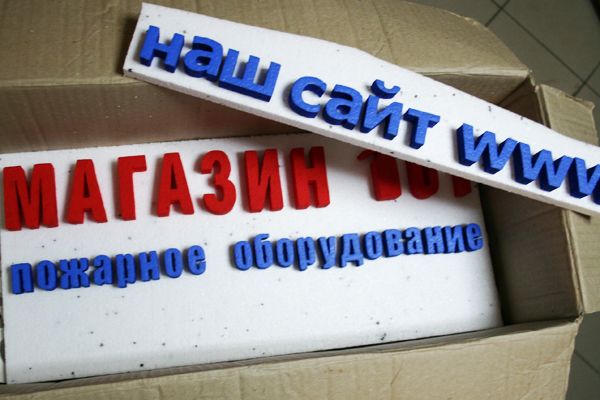 наш сайт www.
МАГАЗИН
пожарное оборудование